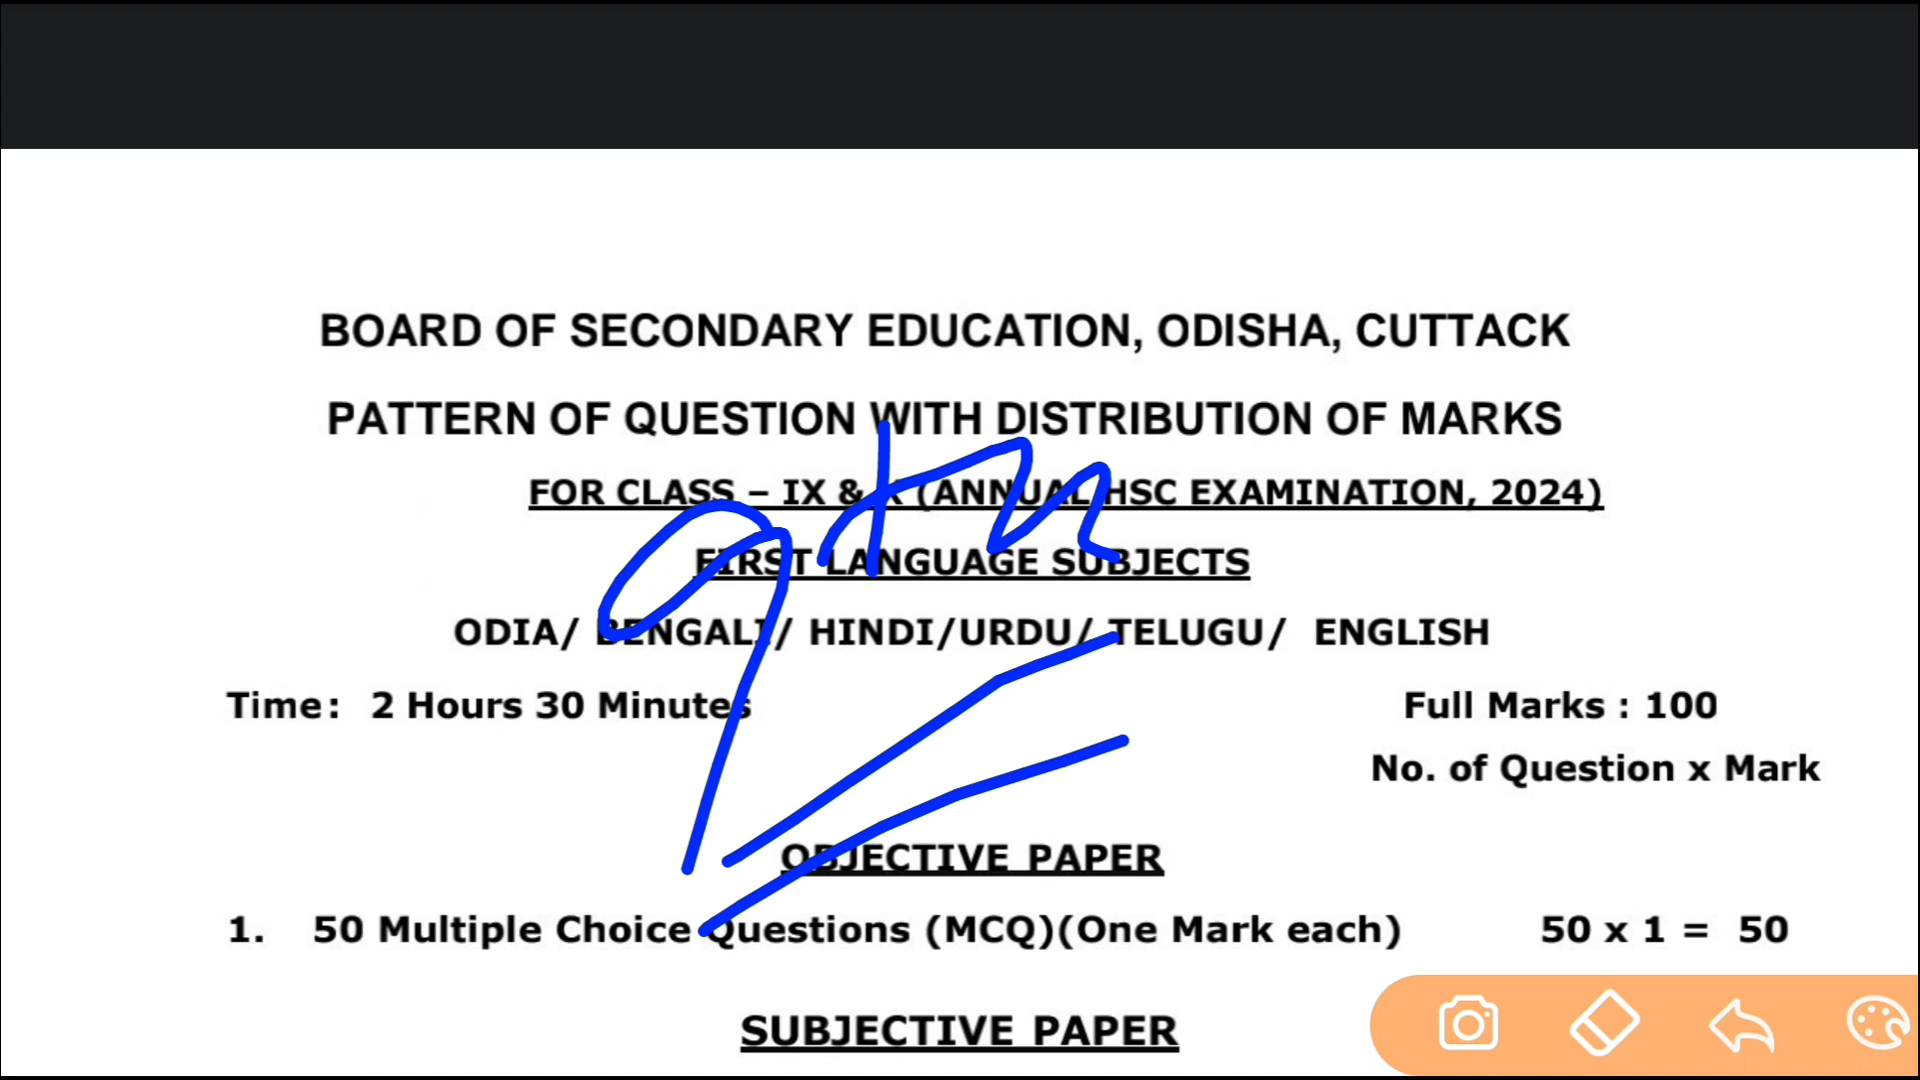 BOARD OF SECONDARY EDUCATION, ODISHA, CUTTACK
PATTERN OF QUESTION WITH DISTRIBUTION OF MARKS
FOR CLASS – IX & X (ANNUAL HSC EXAMINATION, 2024)
9th
FIRST LANGUAGE SUBJECTS
ODIA/ BENGALI/ HINDI/URDU/ TELUGU/ ENGLISH
Time: 2 Hours 30 Minutes Full Marks : 100
No. of Question x Mark
OBJECTIVE PAPER
1. 50 Multiple Choice Questions (MCQ)(One Mark each) 50 x 1 = 50
SUBJECTIVE PAPER